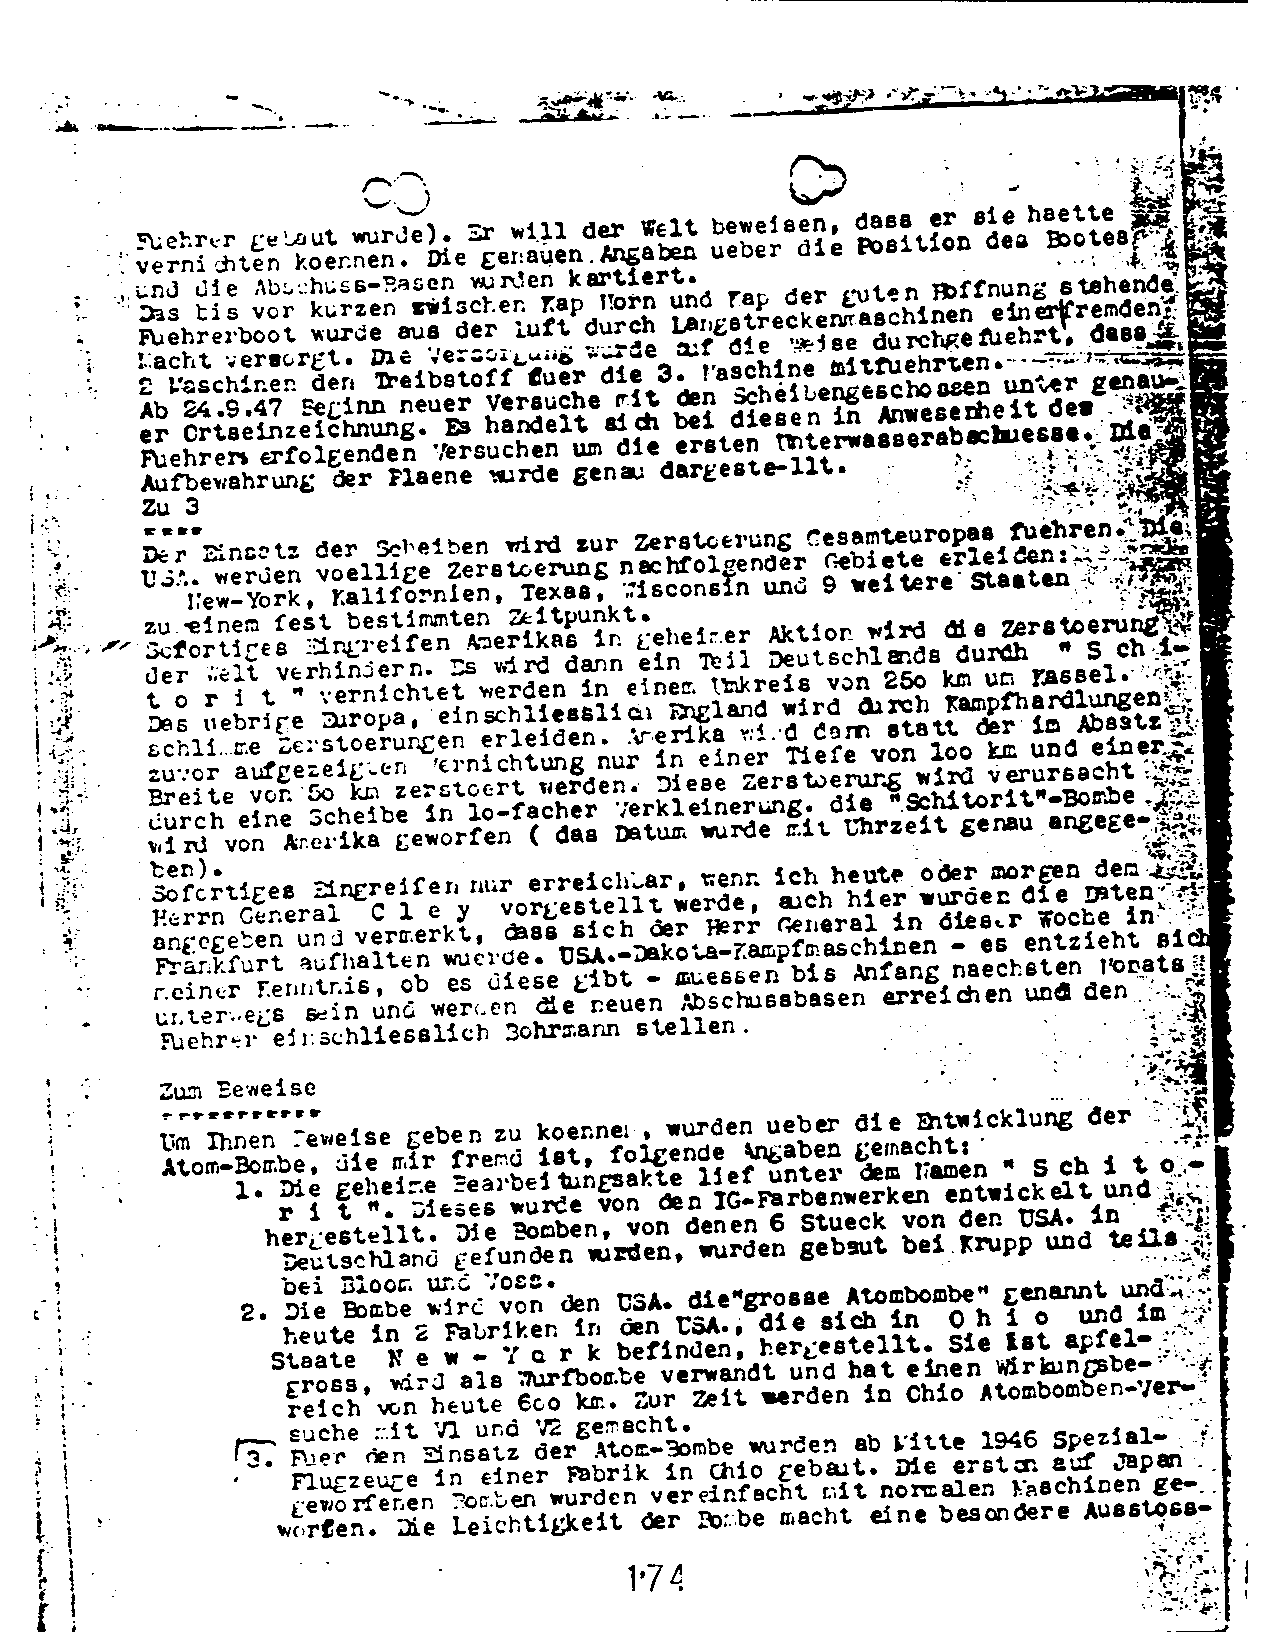 Fuehrer gebaut wurde). Er will der Welt beweisen, dass er sie haette
vernichten koennen. Die genauen Angaben ueber die Position des Bootes
und die Abschuss-Basen wurden kartiert.
Das bis vor kurzen zwischen Kap Horn und Kap der guten Hoffnung stehende
Fuehrerboot wurde aus der Luft durch Langstreckenmaschinen einer fremden
Macht versorgt. Die Versorgung wurde auf die Weise durchgefuehrt, dass
2 Maschinen den Treibstoff fuer die 3. Maschine mitfuehrten.
Ab 24.9.47 Beginn neuer Versuche mit den Scheibengeschossen unter genau-
er Ortseinzeichnung. Es handelt sich bei diesen in Anwesenheit des
Fuehrers erfolgenden Versuchen um die ersten Unterwasserabschuesse. Die
Aufbewahrung der Plaene wurde genau dargeste-llt.
Zu 3
----
Der Einsatz der Scheiben wird zur Zerstoerung Gesamteuropas fuehren. Die
USA. werden voellige Zerstoerung nachfolgender Gebiete erleiden:
New-York, Kalifornien, Texas, Wisconsin und 9 weitere Staaten
zu einem fest bestimmten Zeitpunkt.
Sofortiges Eingreifen Amerikas in geheimer Aktion wird die Zerstoerung
der Welt verhindern. Es wird dann ein Teil Deutschlands durch " S c h i-
t o r i t " vernichtet werden in einem Umkreis von 25o km um Kassel.
Das uebrige Europa, einschliesslich England wird durch Kampfhandlungen
schlimme Zerstoerungen erleiden. Amerika wird dann statt der im Absatz
zuvor aufgezeigten Vernichtung nur in einer Tiefe von loo km und einer
Breite von 5o km zerstoert werden. Diese Zerstoerung wird verursacht
durch eine Scheibe in lo-facher Verkleinerung. die "Schitorit"-Bombe
wird von Amerika geworfen ( das Datum wurde mit Uhrzeit genau angege-
ben).
Sofortiges Eingreifen nur erreichbar, wenn ich heute oder morgen dem
Herrn General C l e y vorgestellt werde, auch hier wurden die Daten
angegeben und vermerkt, dass sich der Herr General in dieser Woche in
Frankfurt aufhalten wuerde. USA.-Dakota-Kampfmaschinen - es entzieht sich
meiner Kenntnis, ob es diese gibt - muessen bis Anfang naechsten Monats
unterwegs sein und werden die neuen Abschussbasen erreichen und den
Fuehrer einschliesslich Bohrmann stellen.
Zum Beweise
-----------
Um Ihnen Beweise geben zu koennen, wurden ueber die Entwicklung der
Atom-Bombe, die mir fremd ist, folgende Angaben gemacht:
1. Die geheime Bearbeitungsakte lief unter dem Namen " S c h i t o -
r i t ". Dieses wurde von den IG-Farbenwerken entwickelt und
hergestellt. Die Bomben, von denen 6 Stueck von den USA. in
Deutschland gefunden wurden, wurden gebaut bei Krupp und teils
bei Bloom und Voss.
2. Die Bombe wird von den USA. die"grosse Atombombe" genannt und
heute in 2 Fabriken in den USA., die sich in O h i o und im
Staate N e w - Y o r k befinden, hergestellt. Sie ist apfel-
gross, wird als Wurfbombe verwandt und hat einen Wirkungsbe-
reich von heute 6oo km. Zur Zeit werden in Ohio Atombomben-Ver-
suche mit V1 und V2 gemacht.
3. Fuer den Einsatz der Atom-Bombe wurden ab Mitte 1946 Spezial-
Flugzeuge in einer Fabrik in Ohio gebaut. Die ersten auf Japan
geworfenen Bomben wurden vereinfacht mit normalen Maschinen ge-
worfen. Die Leichtigkeit der Bombe macht eine besondere Ausstoss-
174